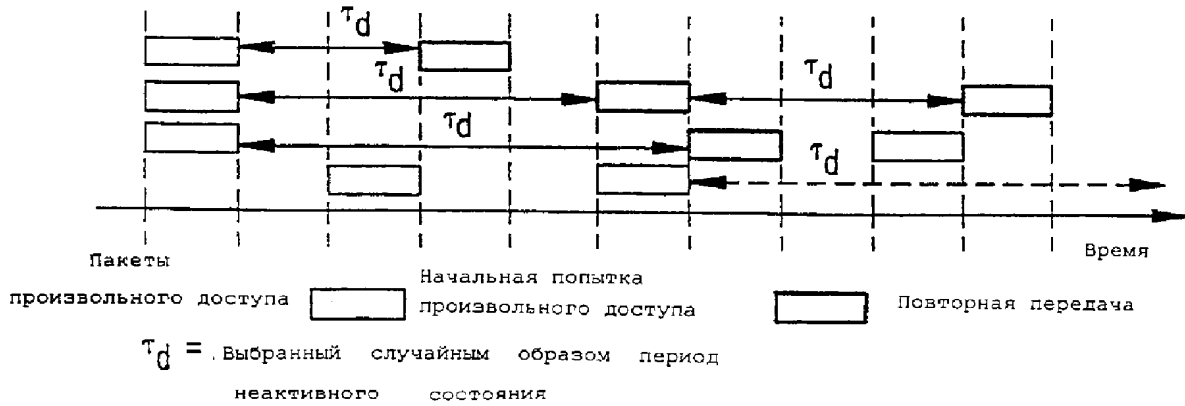 τd
τd
τd
τd
τd
Время
Пакеты
произвольного доступа
Начальная попытка
произвольного доступа
Повторная передача
τd = Выбранный случайным образом период
неактивного состояния